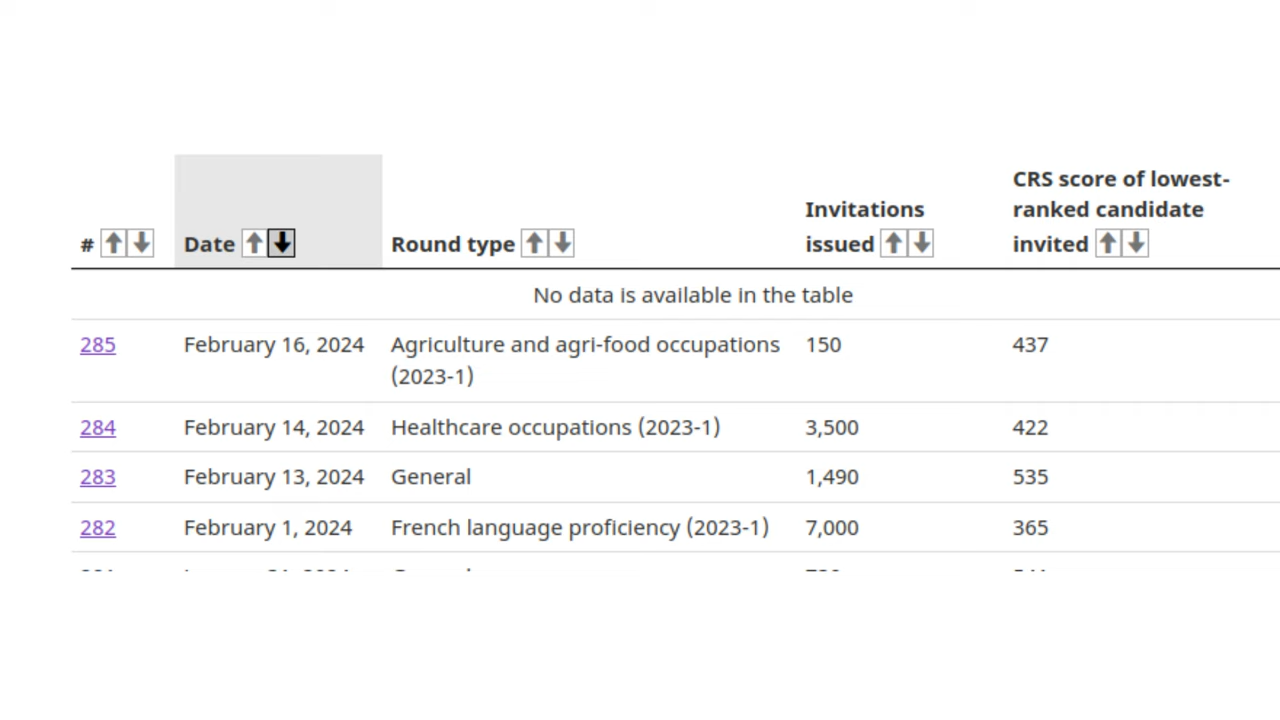 # Date Round type Invitations issued CRS score of lowest-ranked candidate invited
No data is available in the table
285 February 16, 2024 Agriculture and agri-food occupations (2023-1) 150 437
284 February 14, 2024 Healthcare occupations (2023-1) 3,500 422
283 February 13, 2024 General 1,490 535
282 February 1, 2024 French language proficiency (2023-1) 7,000 365